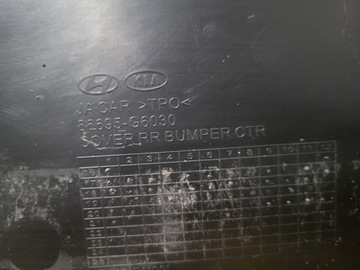 KIA
JA CAR >TPO<
86695-G6030
COVER RR BUMPER CTR
1 2 3 4 5 6 7 8 9 10 11 12